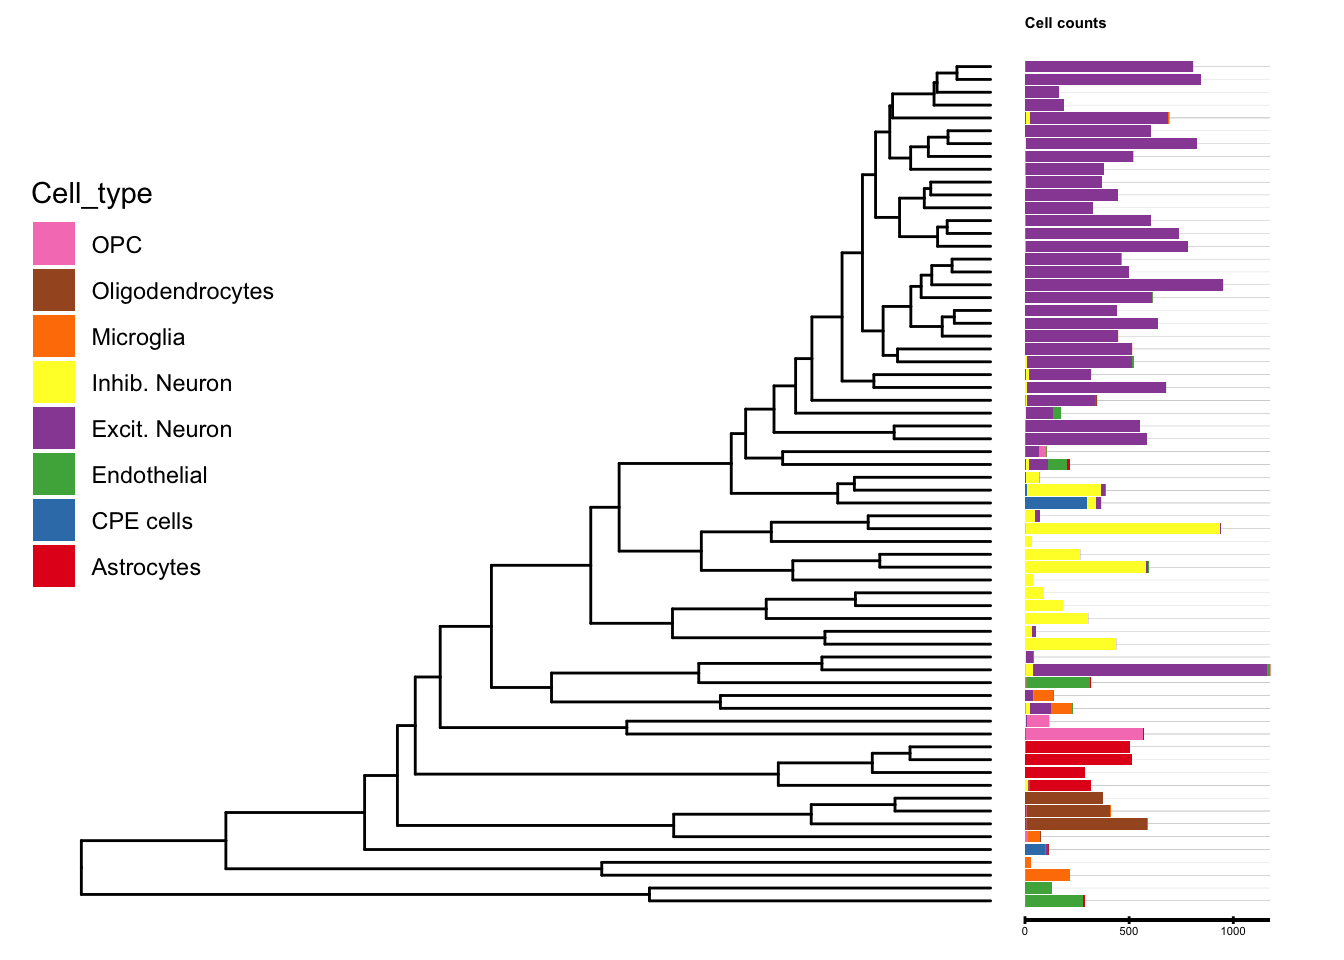 Cell counts
Cell_type
OPC
Oligodendrocytes
Microglia
Inhib. Neuron
Excit. Neuron
Endothelial
CPE cells
Astrocytes
0 500 1000